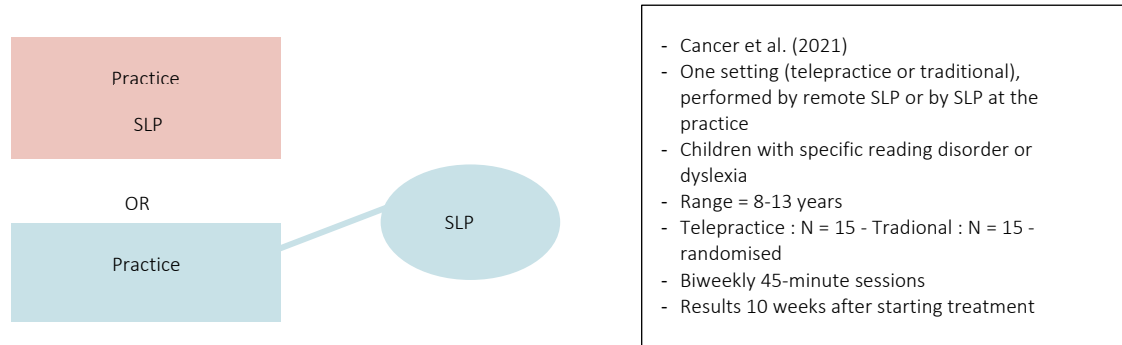 Practice
SLP
OR
Practice
SLP
- Cancer et al. (2021)
- One setting (telepractice or traditional),
performed by remote SLP or by SLP at the
practice
- Children with specific reading disorder or
dyslexia
- Range = 8-13 years
- Telepractice : N = 15 - Tradional : N = 15 -
randomised
- Biweekly 45-minute sessions
- Results 10 weeks after starting treatment